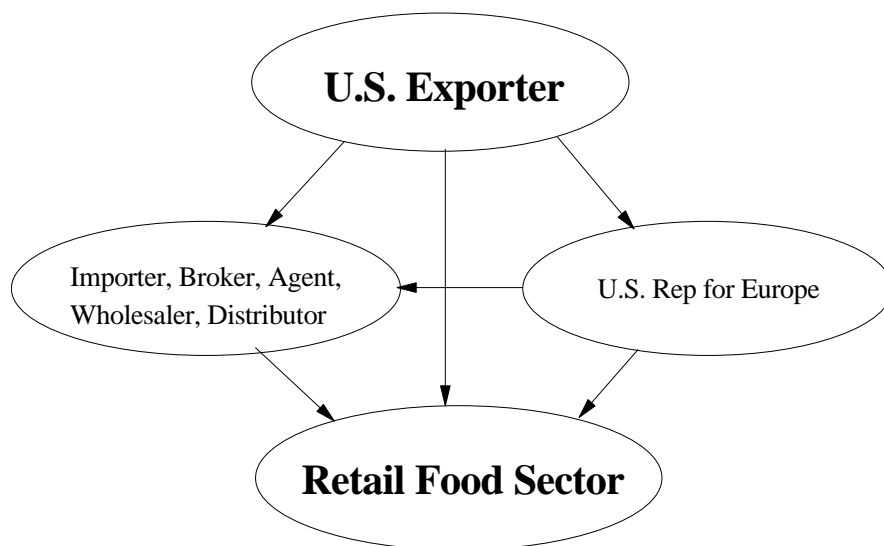 U.S. Exporter
Importer, Broker, Agent,
Wholesaler, Distributor
U.S. Rep for Europe
Retail Food Sector